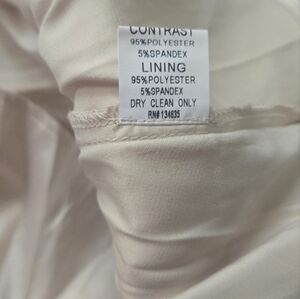 CONTRAST
95%POLYESTER
5%SPANDEX
LINING
95%POLYESTER
5%SPANDEX
DRY CLEAN ONLY
RN# 134635